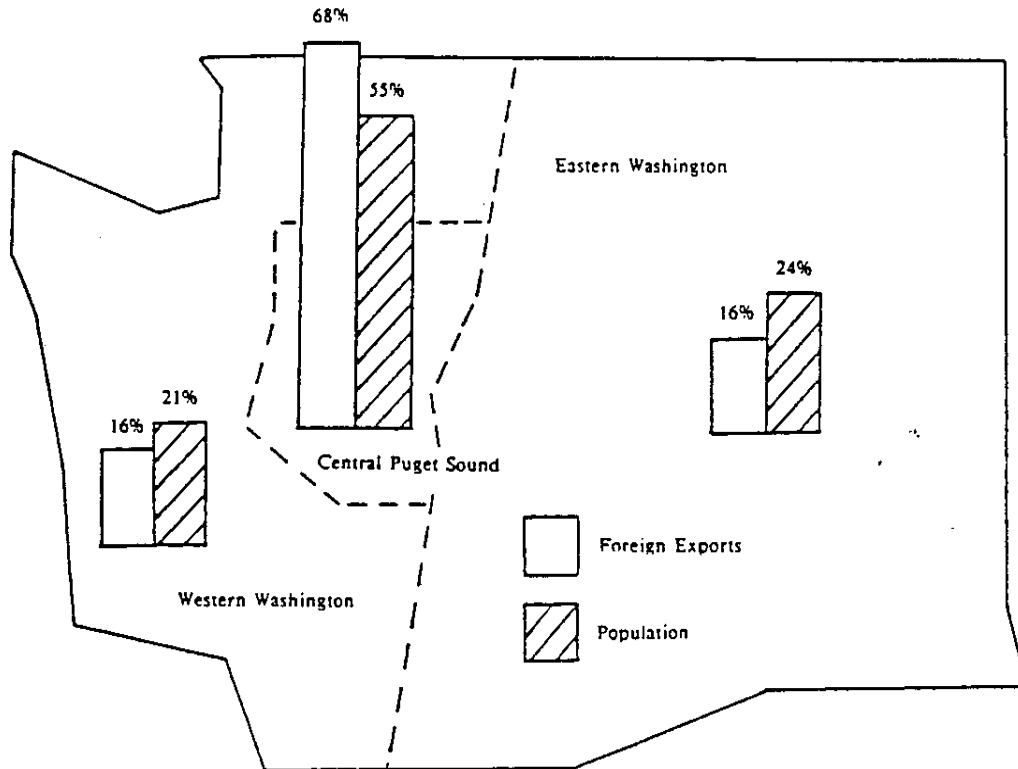 68%
55%
Eastern Washington
24%
16%
21%
16%
Central Puget Sound
Foreign Exports
Western Washington
Population